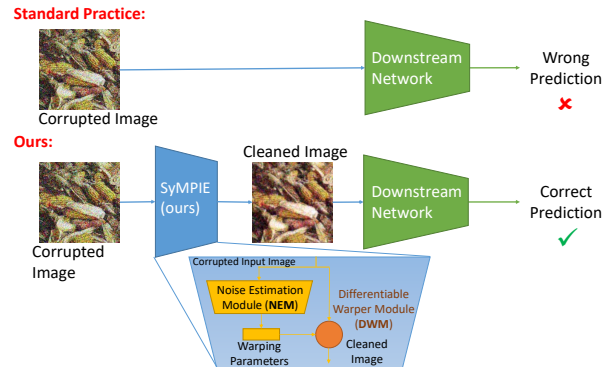 Standard Practice:
Downstream
Network
Wrong
Prediction
Corrupted Image
Ours:
Cleaned Image
SyMPIE
(ours)
Downstream
Network
Correct
Prediction
Corrupted
Image
Corrupted Input Image
Noise Estimation
Module (NEM)
Differentiable
Warper Module
(DWM)
Warping
Parameters
Cleaned
Image